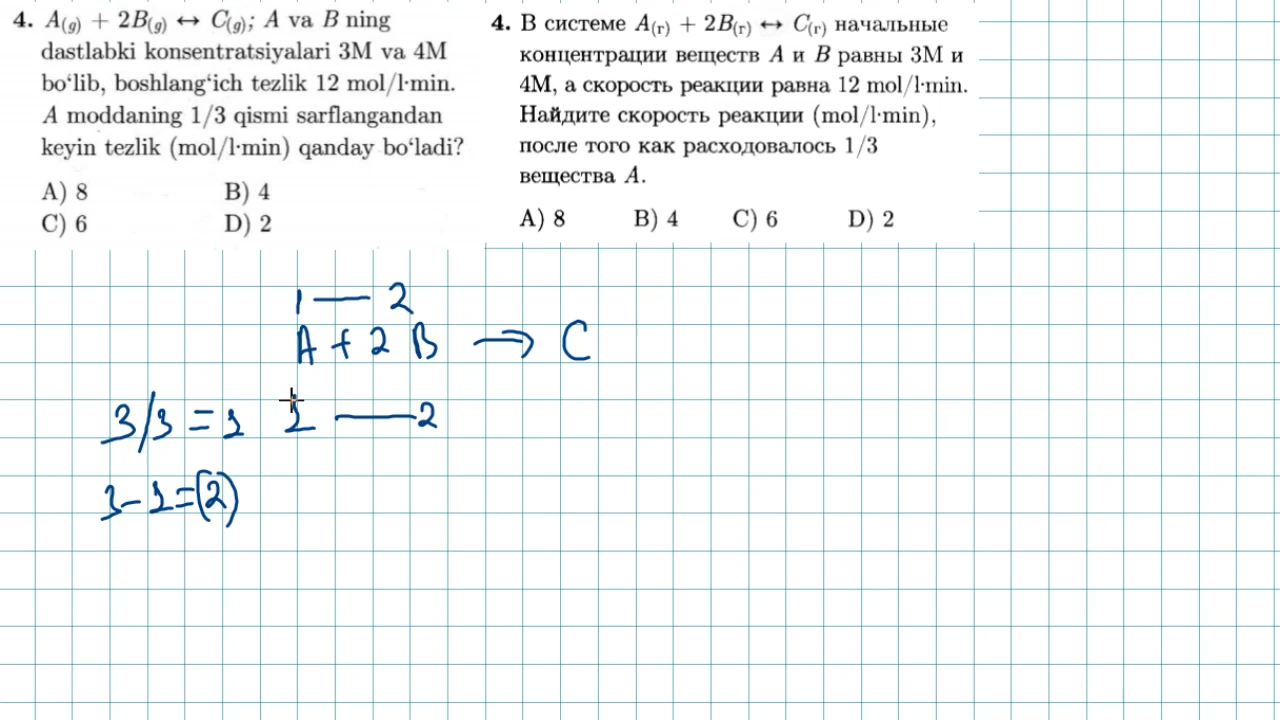 4. A(g) + 2B(g) ↔ C(g); A va B ning
dastlabki konsentratsiyalari 3M va 4M
bo‘lib, boshlang‘ich tezlik 12 mol/l·min.
A moddaning 1/3 qismi sarflangandan
keyin tezlik (mol/l·min) qanday bo‘ladi?
A) 8 B) 4
C) 6 D) 2
4. В системе A(г) + 2B(г) ↔ C(г) начальные
концентрации веществ A и B равны 3М и
4М, а скорость реакции равна 12 mol/l·min.
Найдите скорость реакции (mol/l·min),
после того как расходовалось 1/3
вещества A.
A) 8 B) 4 C) 6 D) 2
1 — 2
A + 2 B → C
3/3 = 1 1 — 2
3 - 1 = (2)